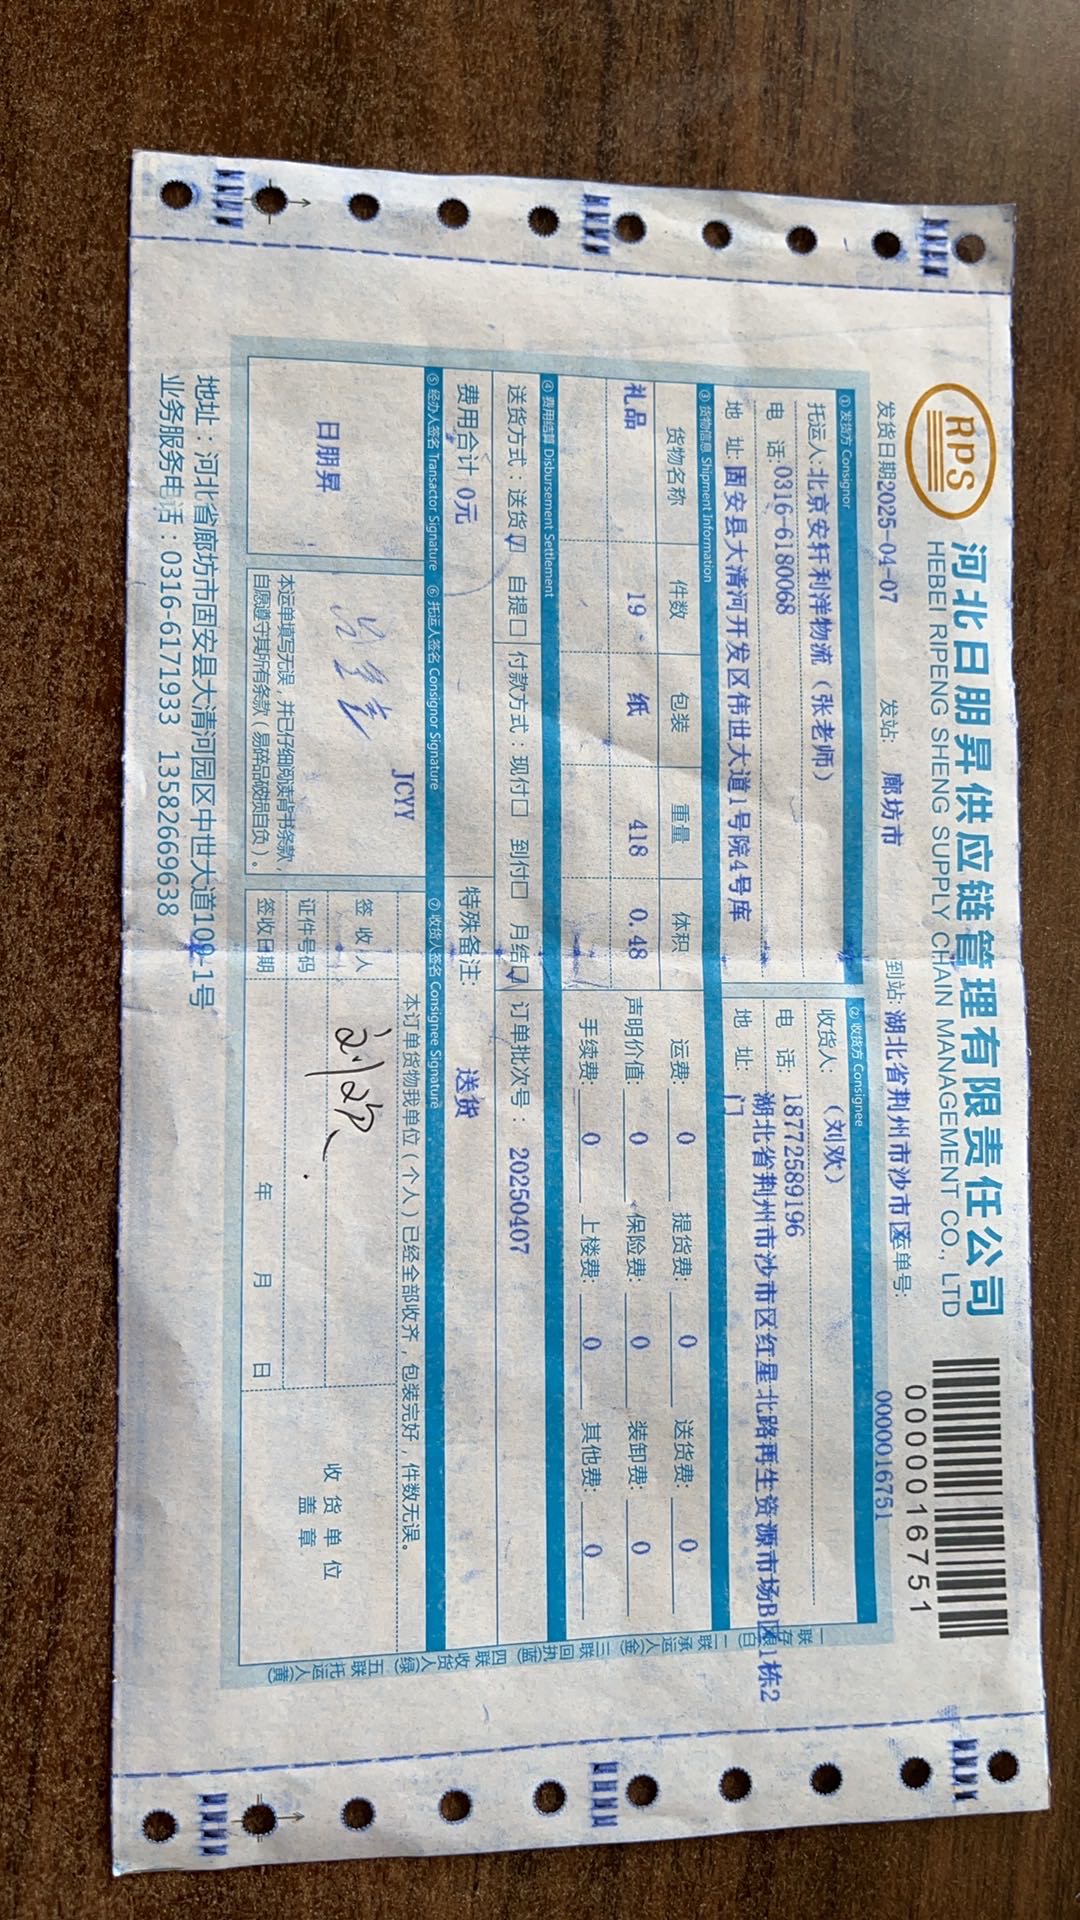 RPS
河北日朋昇供应链管理有限责任公司
HEBEI RIPENG SHENG SUPPLY CHAIN MANAGEMENT CO., LTD
0000016751
发货日期2025-04-07 发站: 廊坊市 到站: 湖北省荆州市沙市区 运单号: 0000016751
① 发货方 Consignor
托运人:北京安轩利洋物流（张老师）
电 话:0316-6180068
地 址:固安县大清河开发区伟世大道1号院4号库
② 收货方 Consignee
收货人: （刘欢）
电 话: 18772589196
地 址: 湖北省荆州市沙市区红星北路再生资源市场B区1栋2门
③ 货物信息 Shipment Information
货物名称 件数 包装 重量 体积
礼品 19 纸 418 0.48
运费: 0 提货费: 0 送货费: 0
声明价值: 0 保险费: 0 装卸费: 0
手续费: 0 上楼费: 0 其他费: 0
④ 费用结算 Disbursement Settlement
送货方式：送货☑ 自提□ 付款方式：现付□ 到付□ 月结☑ 订单批次号： 20250407
费用合计 0元 特殊备注: 送货
⑤ 经办人签名 Transactor Signature ⑥ 托运人签名 Consignor Signature ⑦ 收货人签名 Consignee Signature
日朋昇
JCYY
本运单填写无误，并已仔细阅读背书条款，
自愿遵守其所有条款（易碎品破损自负）。
本订单货物我单位（个人）已经全部收齐，包装完好，件数无误。
签 收 人 刘欢
证件号码
签收日期 年 月 日
收 货 单 位
盖 章
一联存根(白) 二联承运人(金) 三联回执(蓝) 四联收货人(绿) 五联托运人(黄)
地址：河北省廊坊市固安县大清河园区中世大道109-1号
业务服务电话：0316-6171933 13582669638